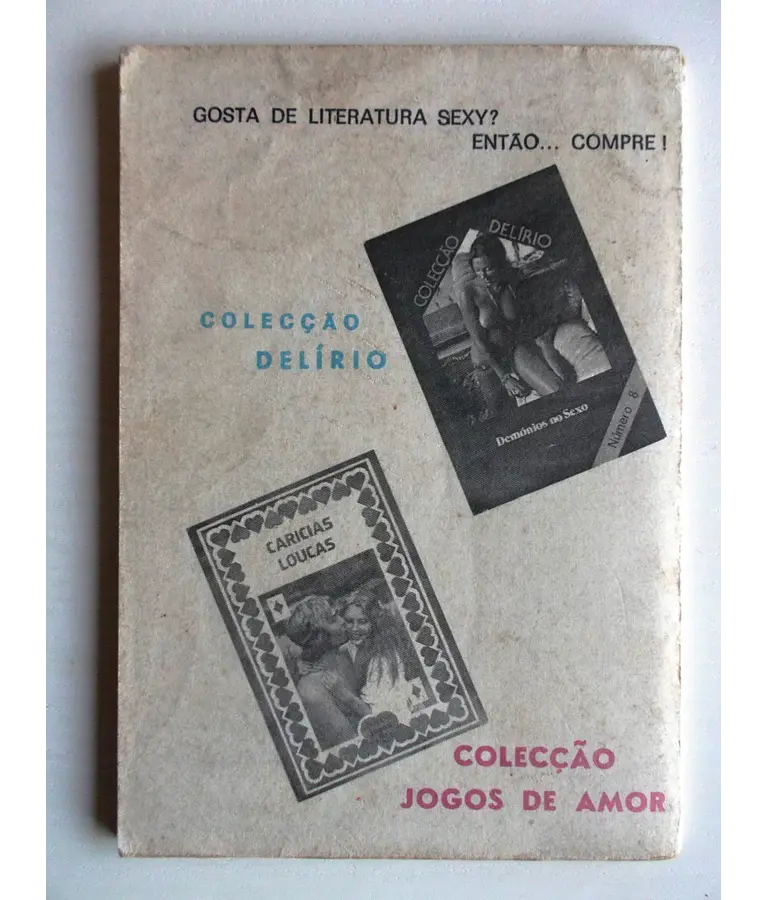 GOSTA DE LITERATURA SEXY?
ENTÃO... COMPRE!
COLECÇÃO
DELÍRIO
Demónios no Sexo
Número 8
COLECÇÃO
DELÍRIO
CARICIAS
LOUCAS
COLECÇÃO
JOGOS DE AMOR